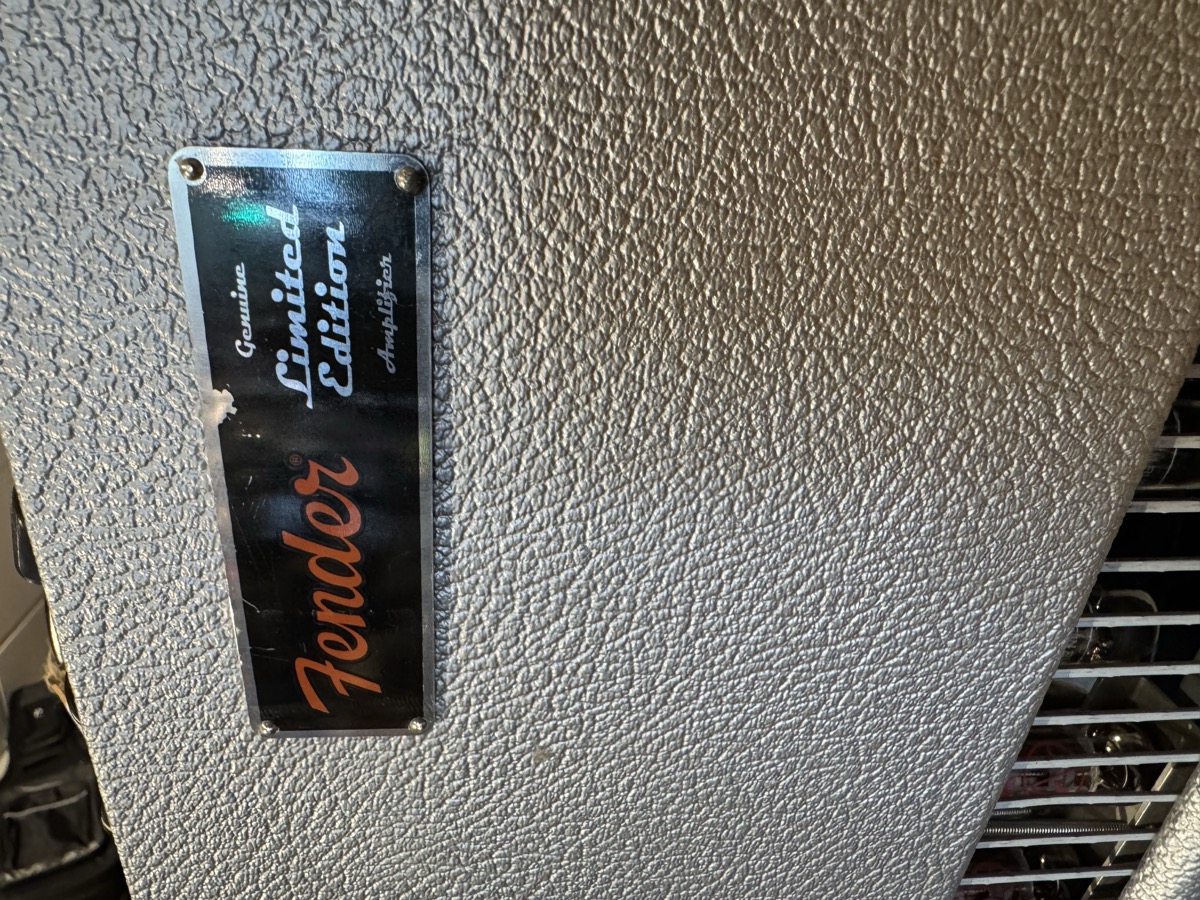 Fender®
Genuine
Limited
Edition
Amplifier